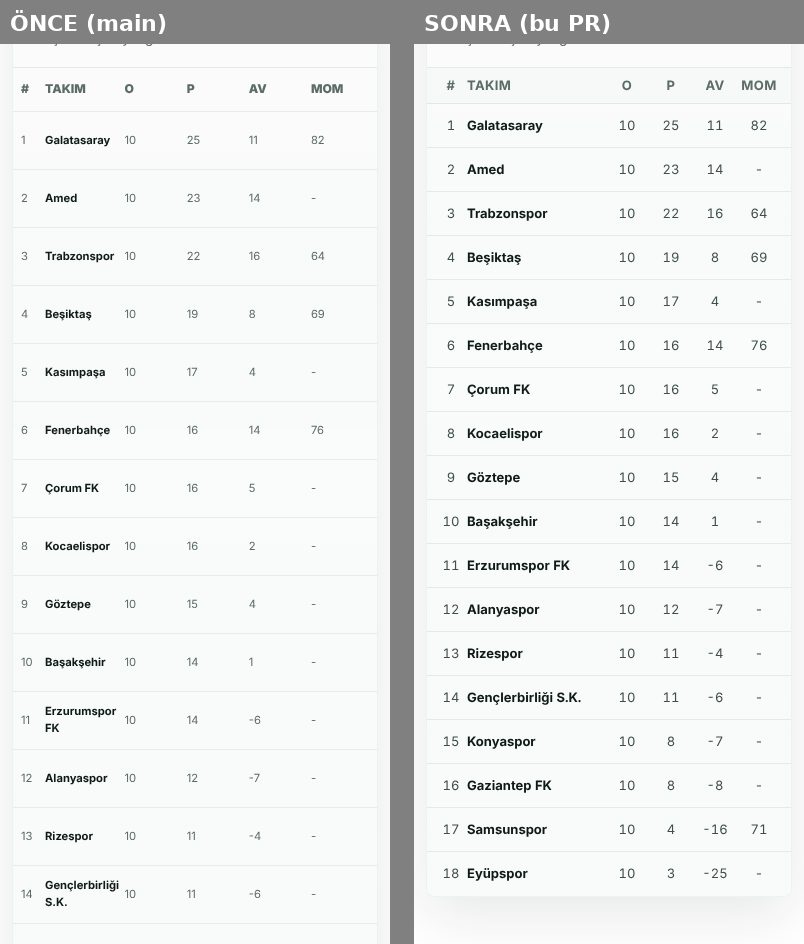 ÖNCE (main)
# TAKIM O P AV MOM
1 Galatasaray 10 25 11 82
2 Amed 10 23 14 -
3 Trabzonspor 10 22 16 64
4 Beşiktaş 10 19 8 69
5 Kasımpaşa 10 17 4 -
6 Fenerbahçe 10 16 14 76
7 Çorum FK 10 16 5 -
8 Kocaelispor 10 16 2 -
9 Göztepe 10 15 4 -
10 Başakşehir 10 14 1 -
11 Erzurumspor FK 10 14 -6 -
12 Alanyaspor 10 12 -7 -
13 Rizespor 10 11 -4 -
14 Gençlerbirliği S.K. 10 11 -6 -
SONRA (bu PR)
# TAKIM O P AV MOM
1 Galatasaray 10 25 11 82
2 Amed 10 23 14 -
3 Trabzonspor 10 22 16 64
4 Beşiktaş 10 19 8 69
5 Kasımpaşa 10 17 4 -
6 Fenerbahçe 10 16 14 76
7 Çorum FK 10 16 5 -
8 Kocaelispor 10 16 2 -
9 Göztepe 10 15 4 -
10 Başakşehir 10 14 1 -
11 Erzurumspor FK 10 14 -6 -
12 Alanyaspor 10 12 -7 -
13 Rizespor 10 11 -4 -
14 Gençlerbirliği S.K. 10 11 -6 -
15 Konyaspor 10 8 -7 -
16 Gaziantep FK 10 8 -8 -
17 Samsunspor 10 4 -16 71
18 Eyüpspor 10 3 -25 -